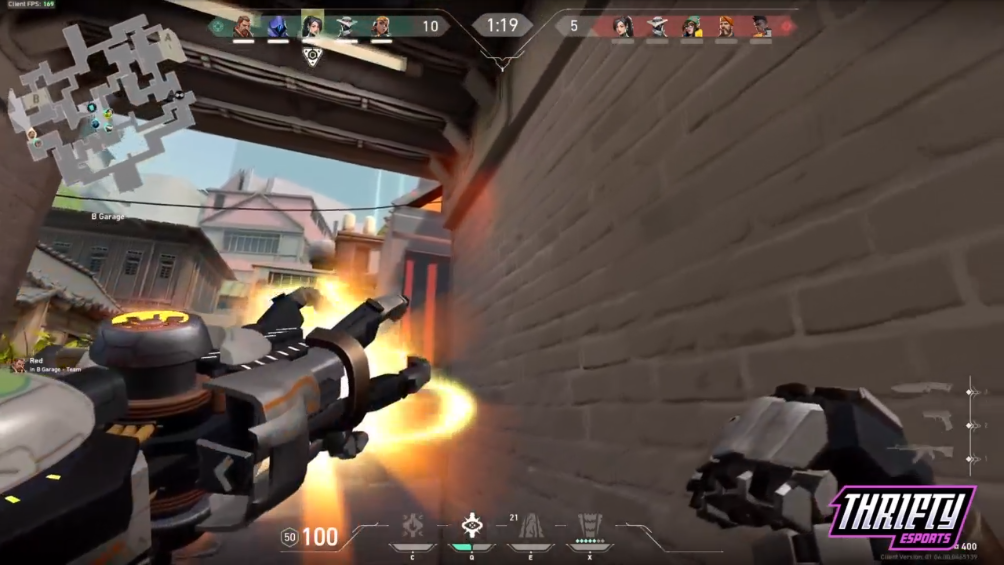 Client FPS: 169
10
1:19
5
A
B
B Garage
Red
in B Garage - Team
50
100
21
C
Q
E
X
THRIFTY
ESPORTS
400